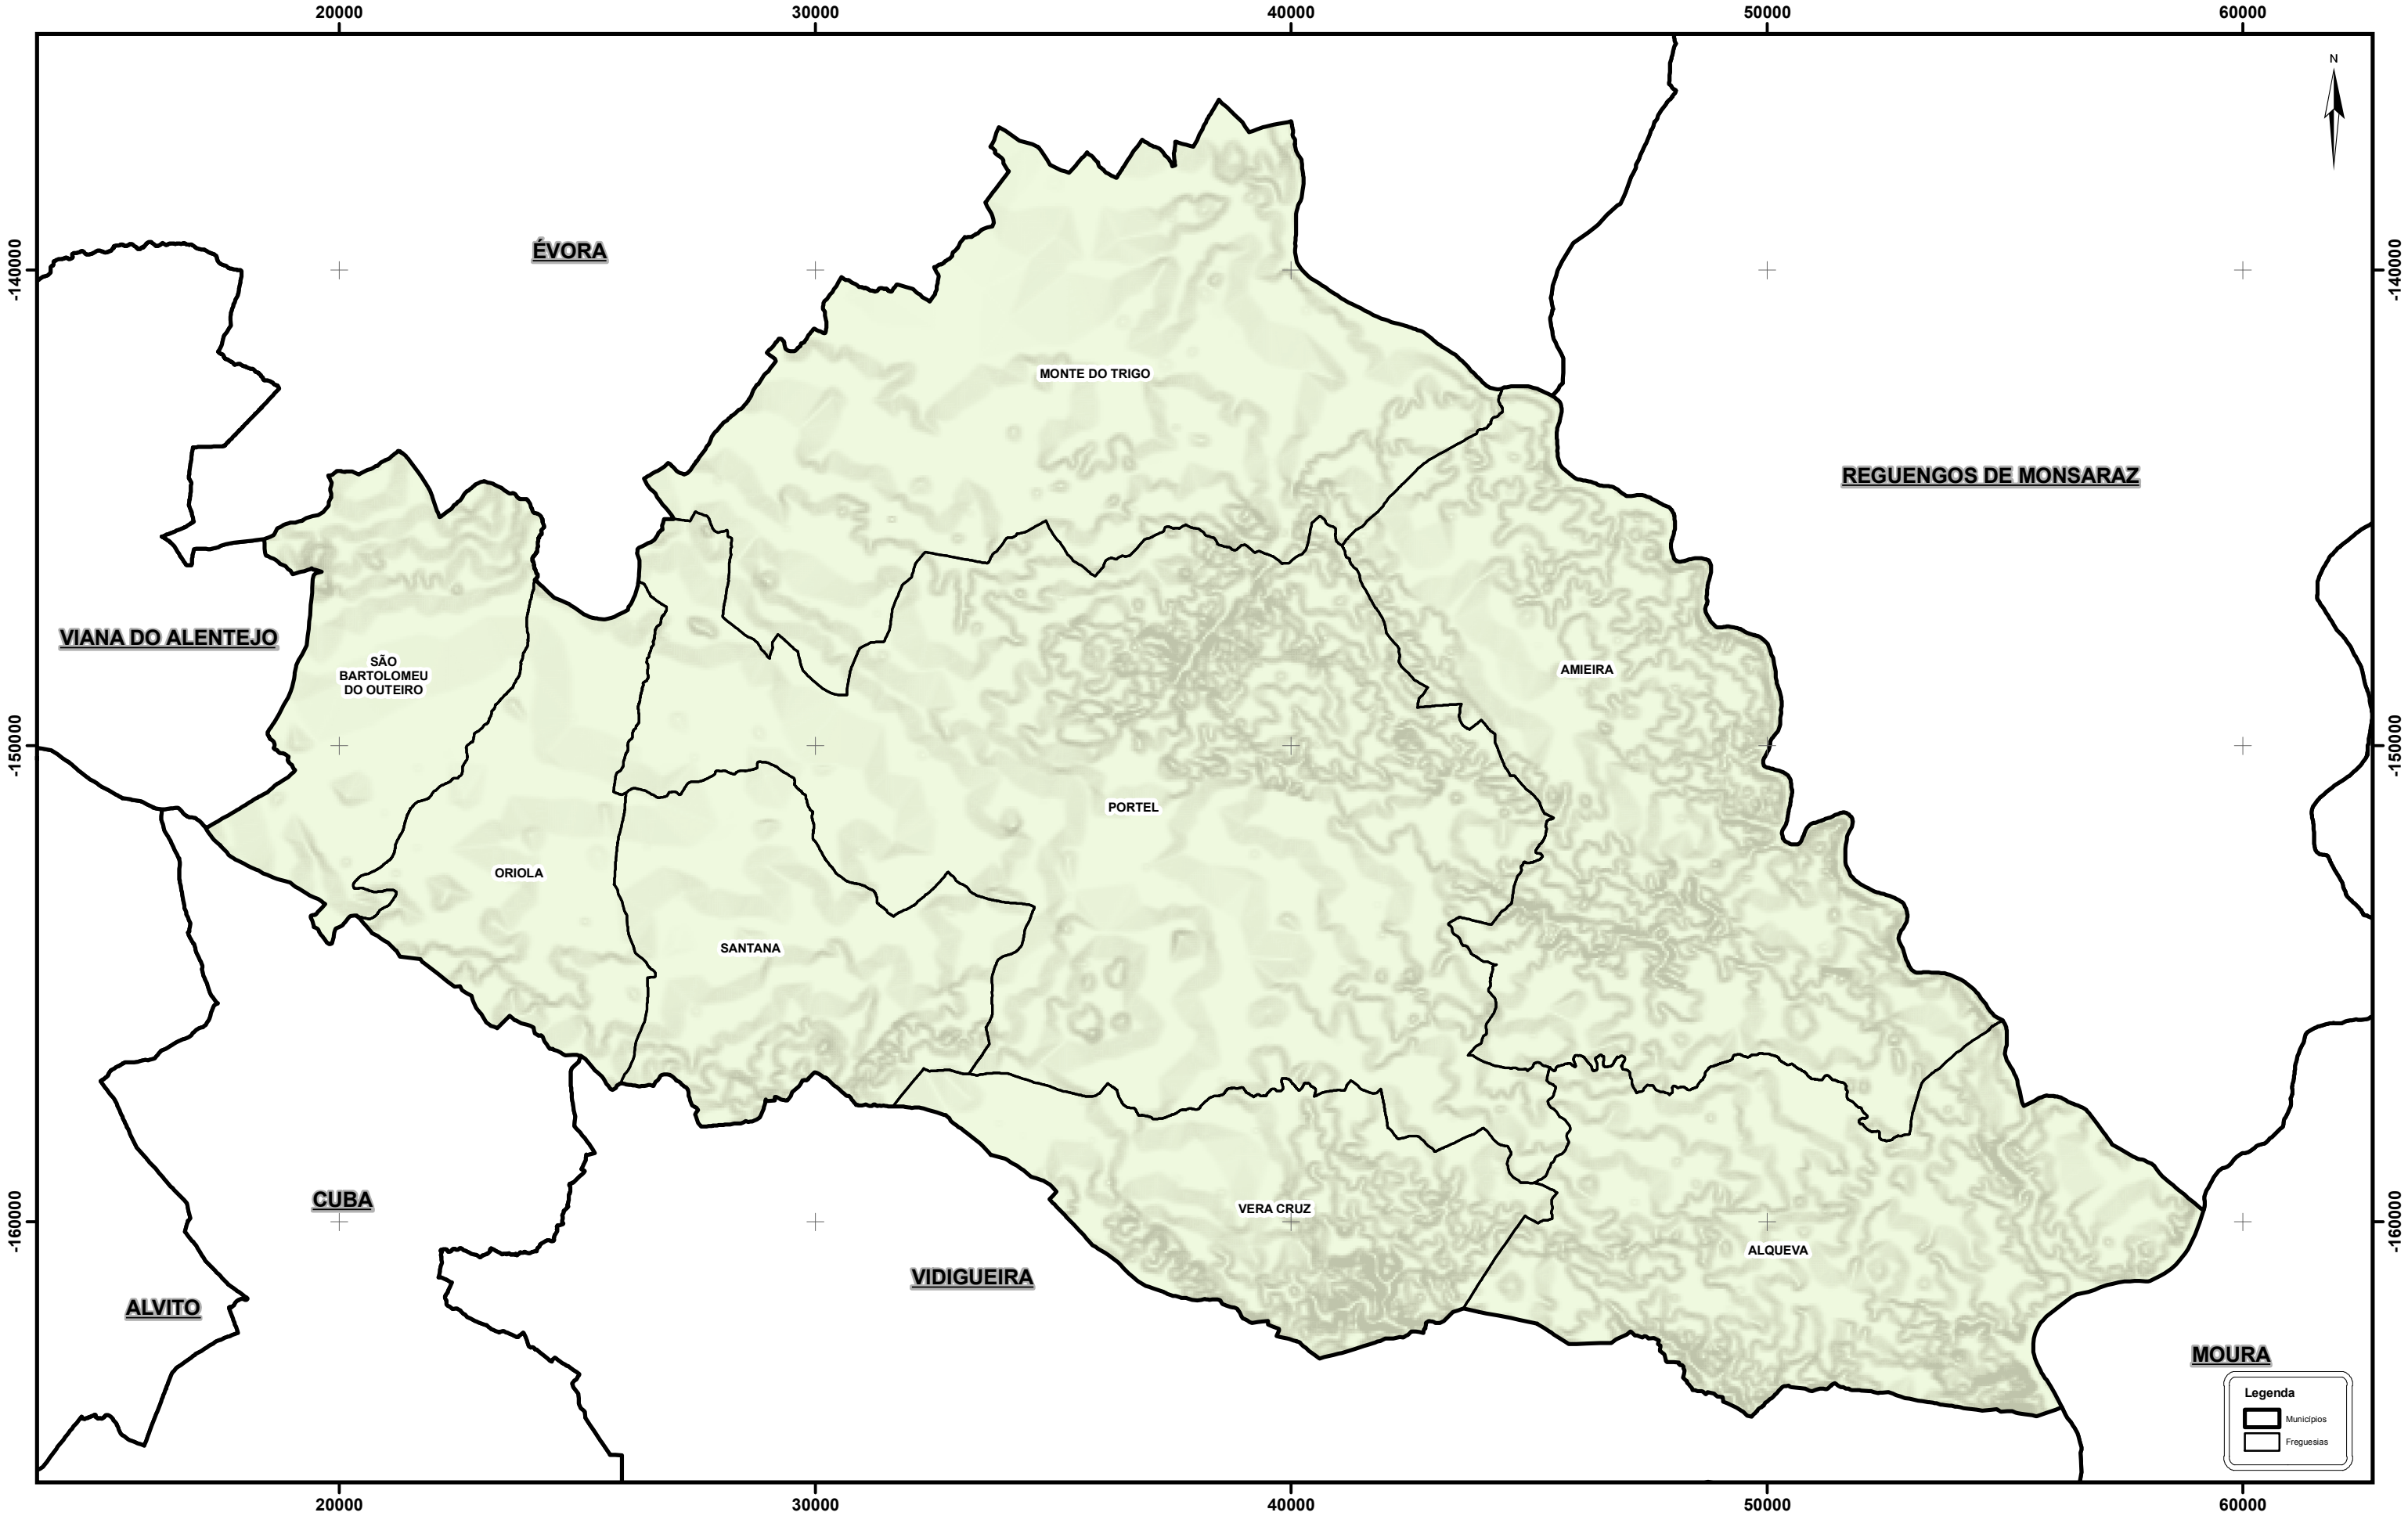 20000 30000 40000 50000 60000
N
-140000 -140000
ÉVORA
MONTE DO TRIGO
REGUENGOS DE MONSARAZ
VIANA DO ALENTEJO
SÃO
BARTOLOMEU
DO OUTEIRO
AMIEIRA
-150000 -150000
PORTEL
ORIOLA
SANTANA
CUBA
VERA CRUZ
-160000 -160000
ALQUEVA
VIDIGUEIRA
ALVITO
MOURA
Legenda
Municípios
Freguesias
20000 30000 40000 50000 60000